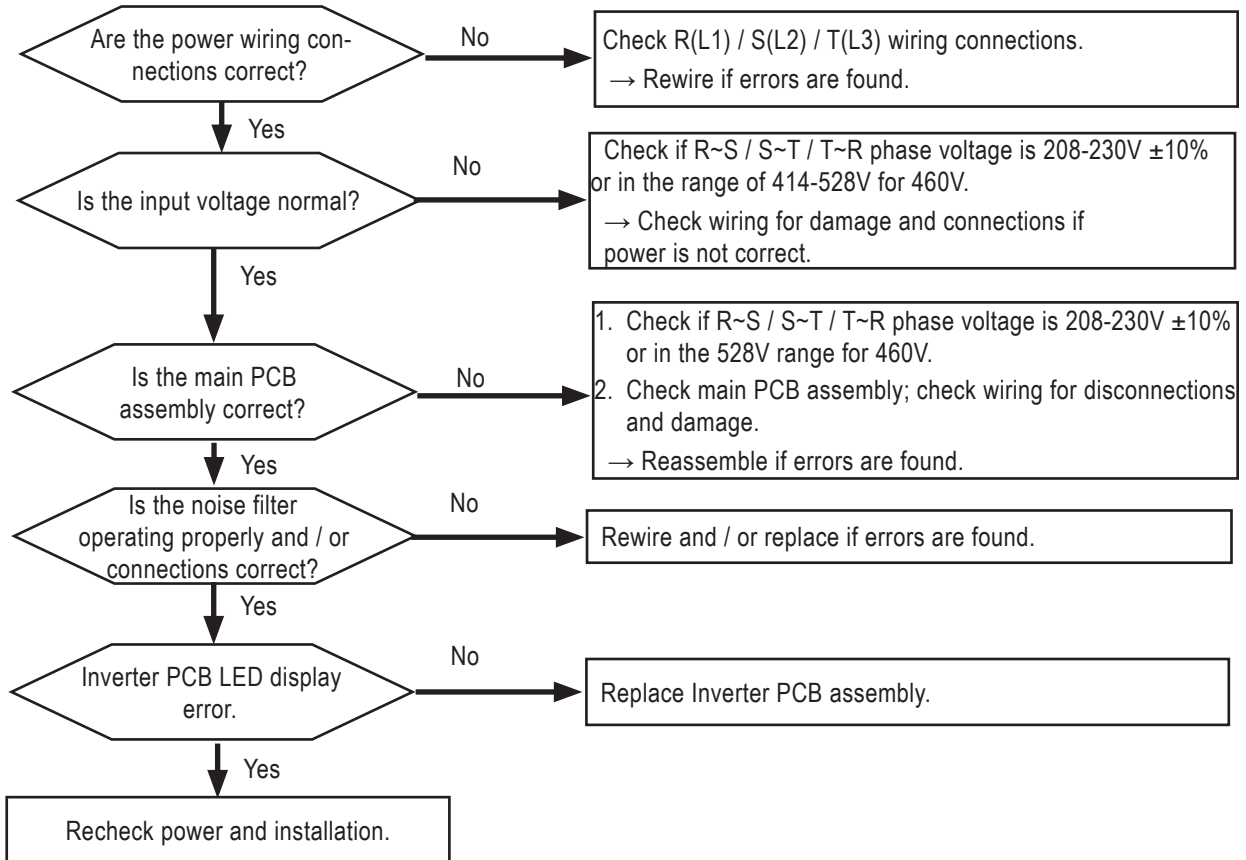 Are the power wiring con-
nections correct?
No
Check R(L1) / S(L2) / T(L3) wiring connections.
→ Rewire if errors are found.
Yes
Is the input voltage normal?
No
Check if R~S / S~T / T~R phase voltage is 208-230V ±10%
or in the range of 414-528V for 460V.
→ Check wiring for damage and connections if
power is not correct.
Yes
Is the main PCB
assembly correct?
No
1. Check if R~S / S~T / T~R phase voltage is 208-230V ±10%
or in the 528V range for 460V.
2. Check main PCB assembly; check wiring for disconnections
and damage.
→ Reassemble if errors are found.
Yes
Is the noise filter
operating properly and / or
connections correct?
No
Rewire and / or replace if errors are found.
Yes
Inverter PCB LED display
error.
No
Replace Inverter PCB assembly.
Yes
Recheck power and installation.